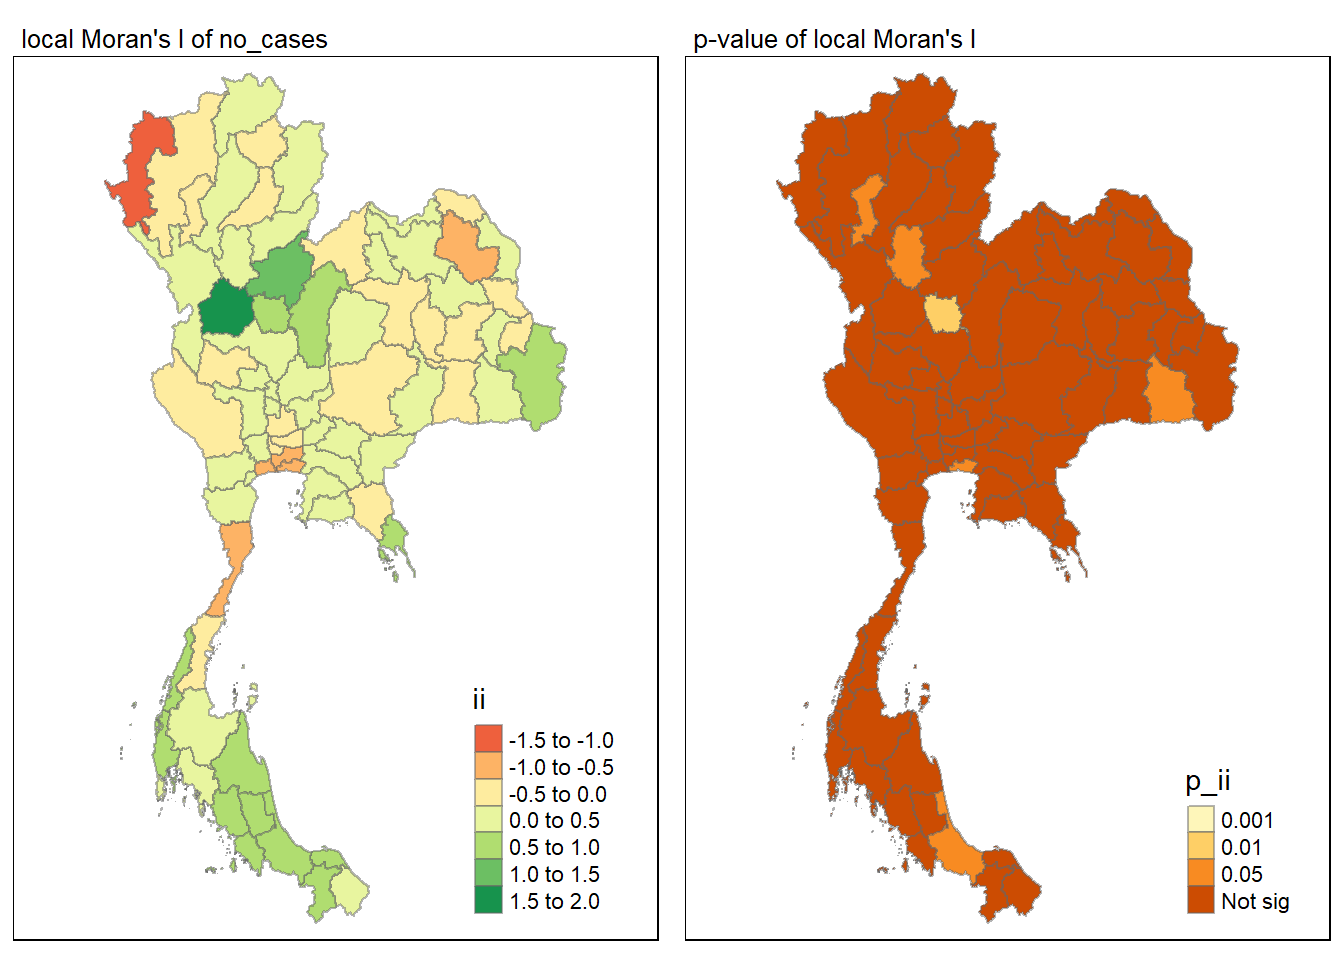 local Moran's I of no_cases
p-value of local Moran's I
ii
-1.5 to -1.0
-1.0 to -0.5
-0.5 to 0.0
0.0 to 0.5
0.5 to 1.0
1.0 to 1.5
1.5 to 2.0
p_ii
0.001
0.01
0.05
Not sig